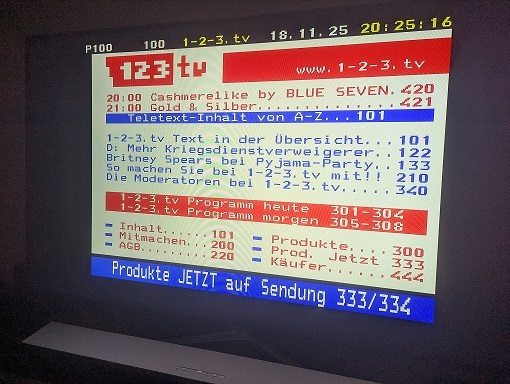 P100 100 1-2-3.tv 18.11.25 20:25:16
123 tv www.1-2-3.tv
20:00 Cashmerelike by BLUE SEVEN.420
21:00 Gold & Silber..............421
Teletext-Inhalt von A-Z...101
1-2-3.tv Text in der Übersicht...101
D: Mehr Kriegsdienstverweigerer..122
Britney Spears bei Pyjama-Party..133
So machen Sie bei 1-2-3.tv mit!! 210
Die Moderatoren bei 1-2-3.tv.....340
1-2-3.tv Programm heute 301-304
1-2-3.tv Programm morgen 305-308
Inhalt......101 Produkte....300
Mitmachen...200 Prod. Jetzt 333
AGB.........220 Käufer......444
Produkte JETZT auf Sendung 333/334